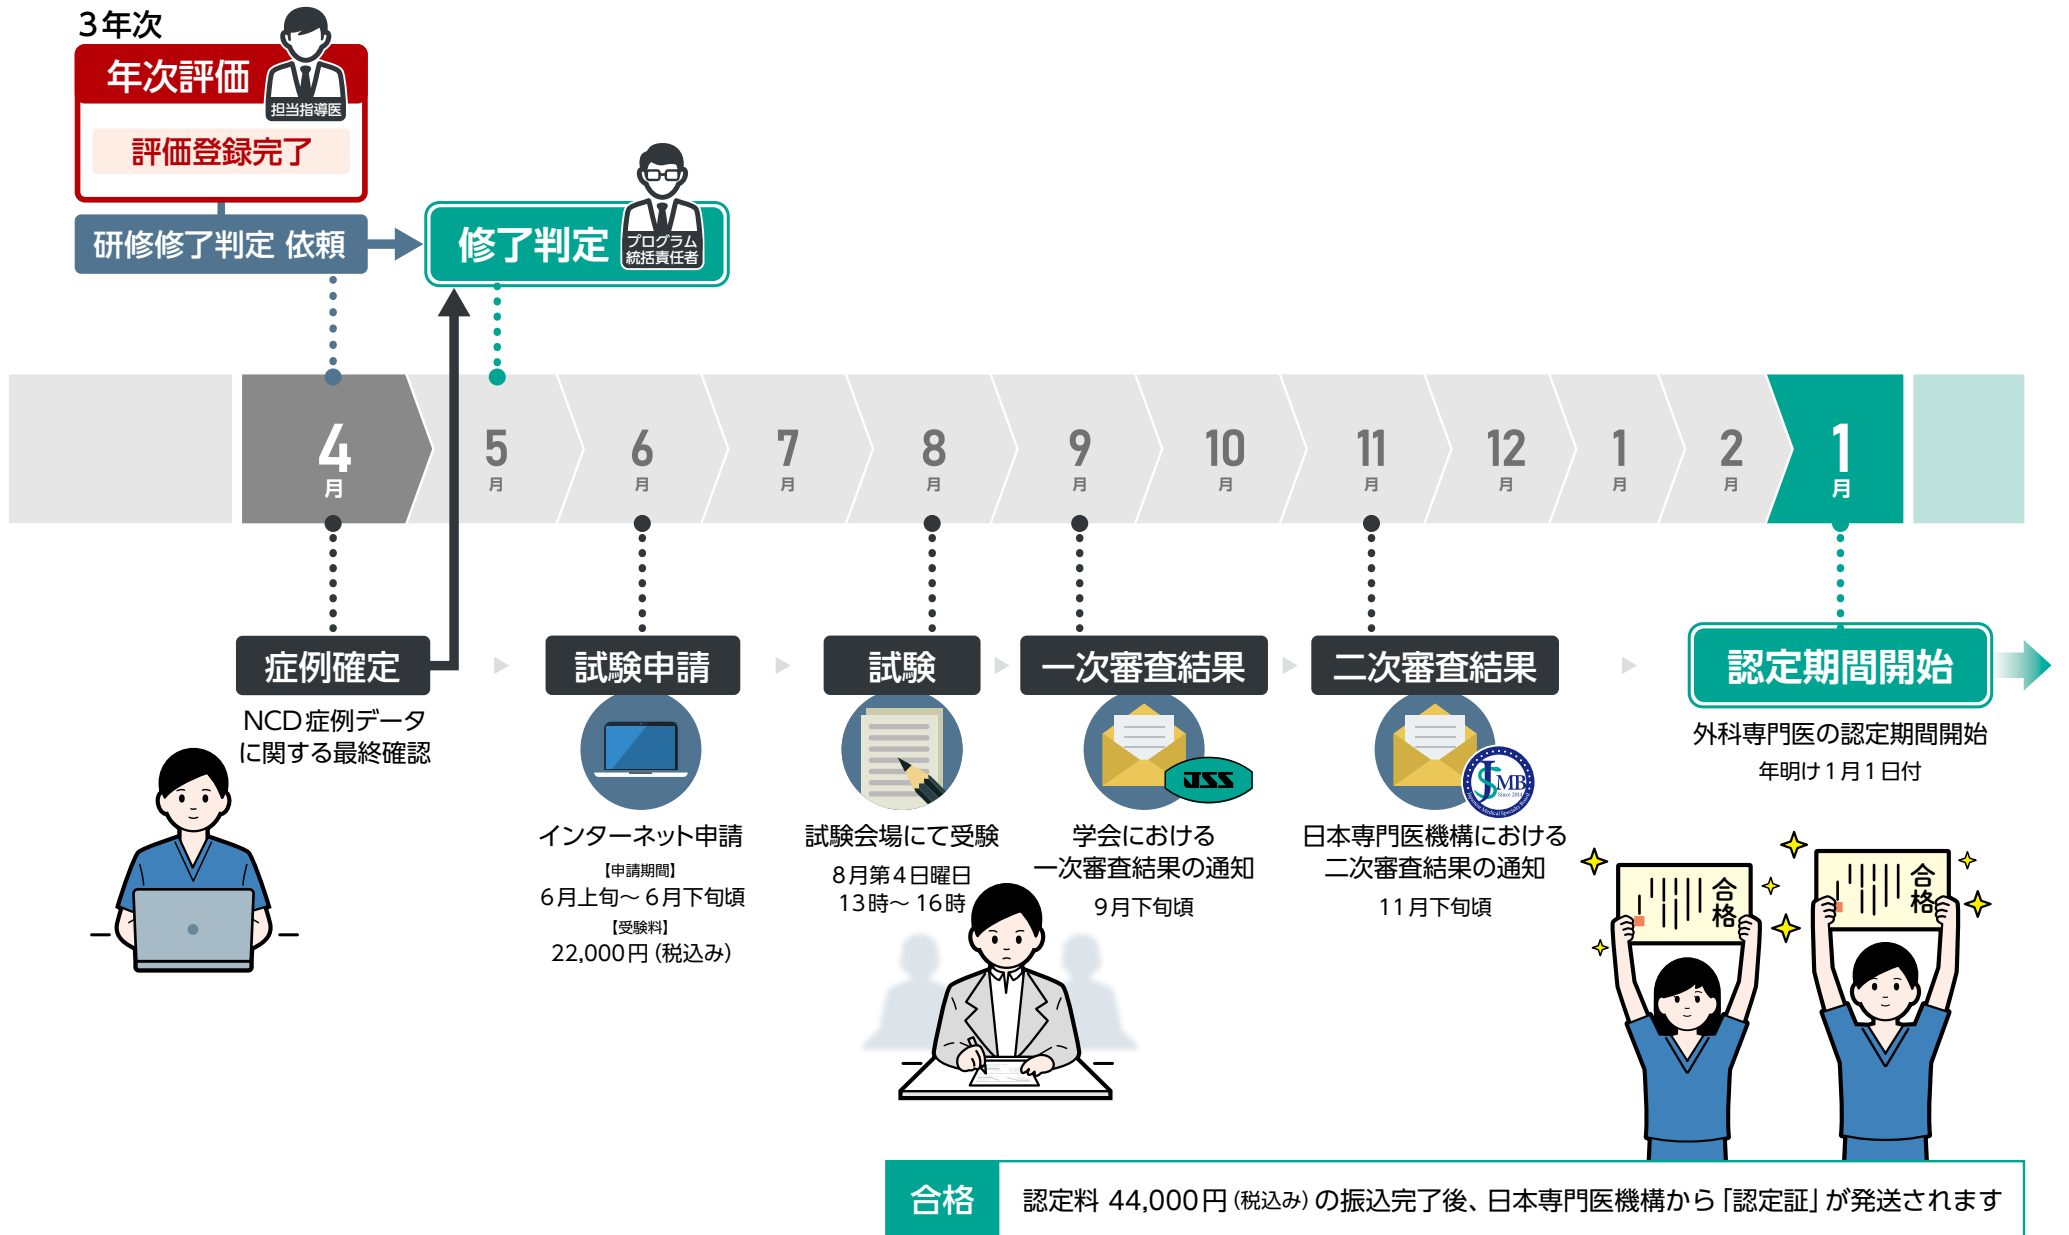 3年次
年次評価
担当指導医
評価登録完了
研修修了判定 依頼
修了判定
プログラム
統括責任者
4
月
5
月
6
月
7
月
8
月
9
月
10
月
11
月
12
月
1
月
2
月
1
月
症例確定
NCD症例データ
に関する最終確認
試験申請
インターネット申請
【申請期間】
6月上旬～6月下旬頃
【受験料】
22,000円(税込み)
試験
試験会場にて受験
8月第4日曜日
13時～16時
一次審査結果
JSS
学会における
一次審査結果の通知
9月下旬頃
二次審査結果
JSMB
Since 2014
Japanese Medical Specialty Board
日本専門医機構における
二次審査結果の通知
11月下旬頃
認定期間開始
外科専門医の認定期間開始
年明け1月1日付
合格
合格
合格
認定料 44,000円(税込み)の振込完了後、日本専門医機構から「認定証」が発送されます